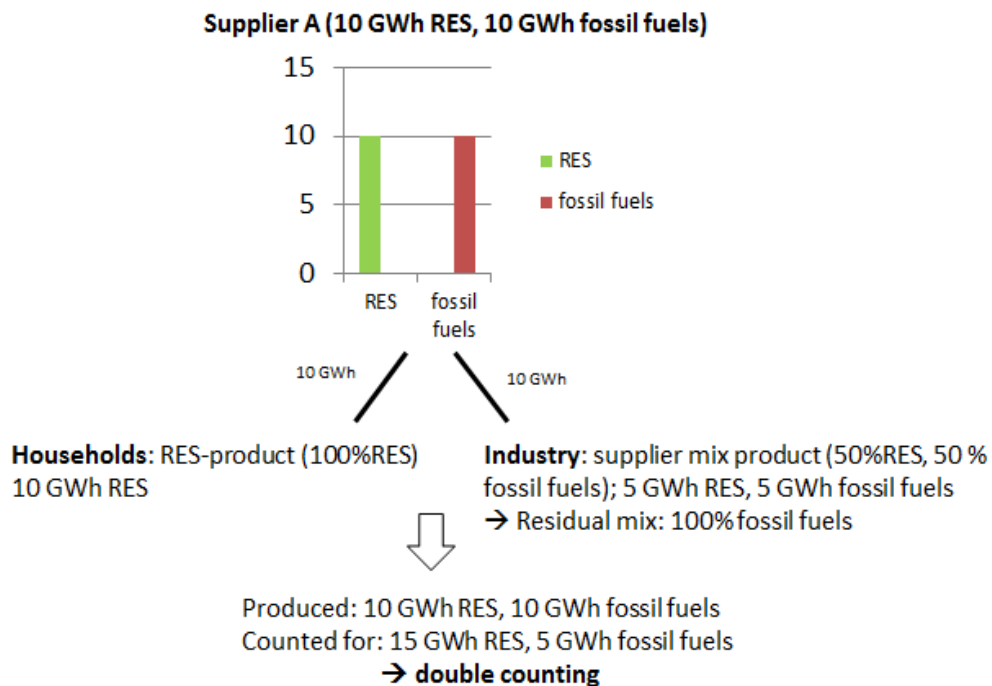 Supplier A (10 GWh RES, 10 GWh fossil fuels)
15
10
5
0
RES
fossil fuels
RES
fossil
fuels
10 GWh
10 GWh
Households: RES-product (100%RES)
10 GWh RES
Industry: supplier mix product (50%RES, 50 %
fossil fuels); 5 GWh RES, 5 GWh fossil fuels
→ Residual mix: 100% fossil fuels
Produced: 10 GWh RES, 10 GWh fossil fuels
Counted for: 15 GWh RES, 5 GWh fossil fuels
→ double counting